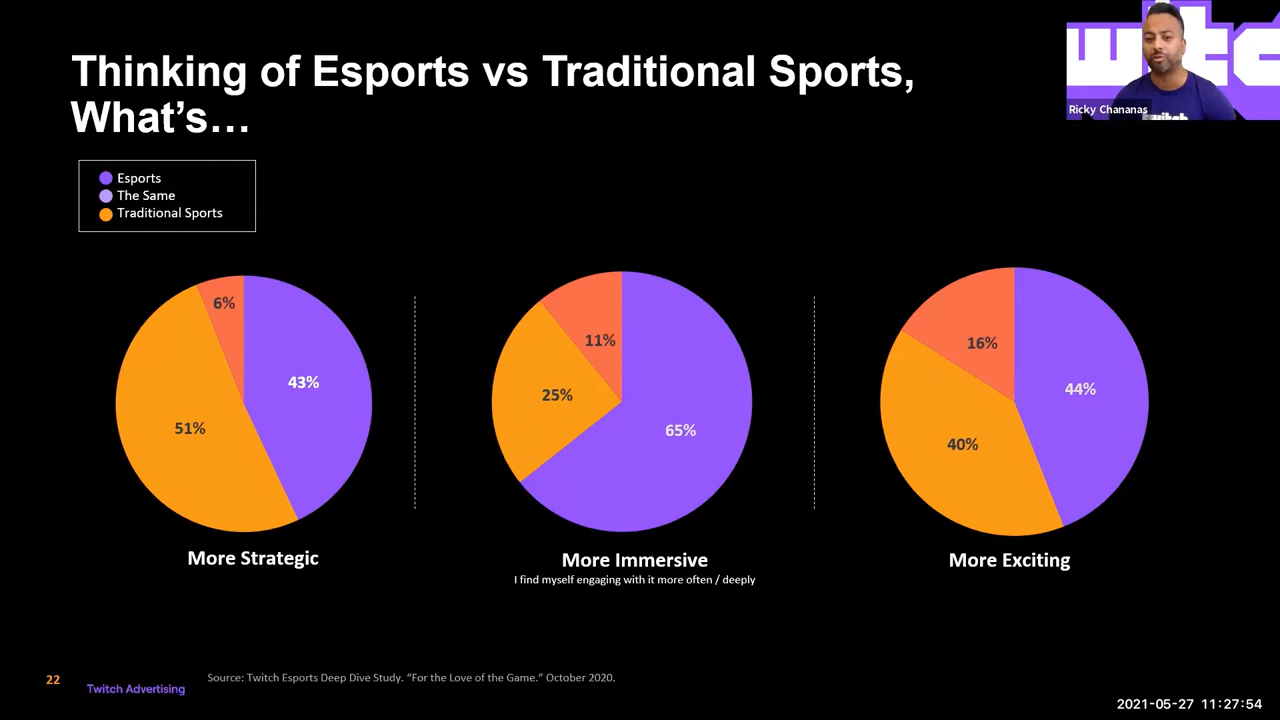 Thinking of Esports vs Traditional Sports,
What’s…
Ricky Chananas
Esports
The Same
Traditional Sports
6%
43%
51%
11%
25%
65%
16%
44%
40%
More Strategic
More Immersive
I find myself engaging with it more often / deeply
More Exciting
22
Twitch Advertising
Source: Twitch Esports Deep Dive Study. “For the Love of the Game.” October 2020.
2021-05-27 11:27:54